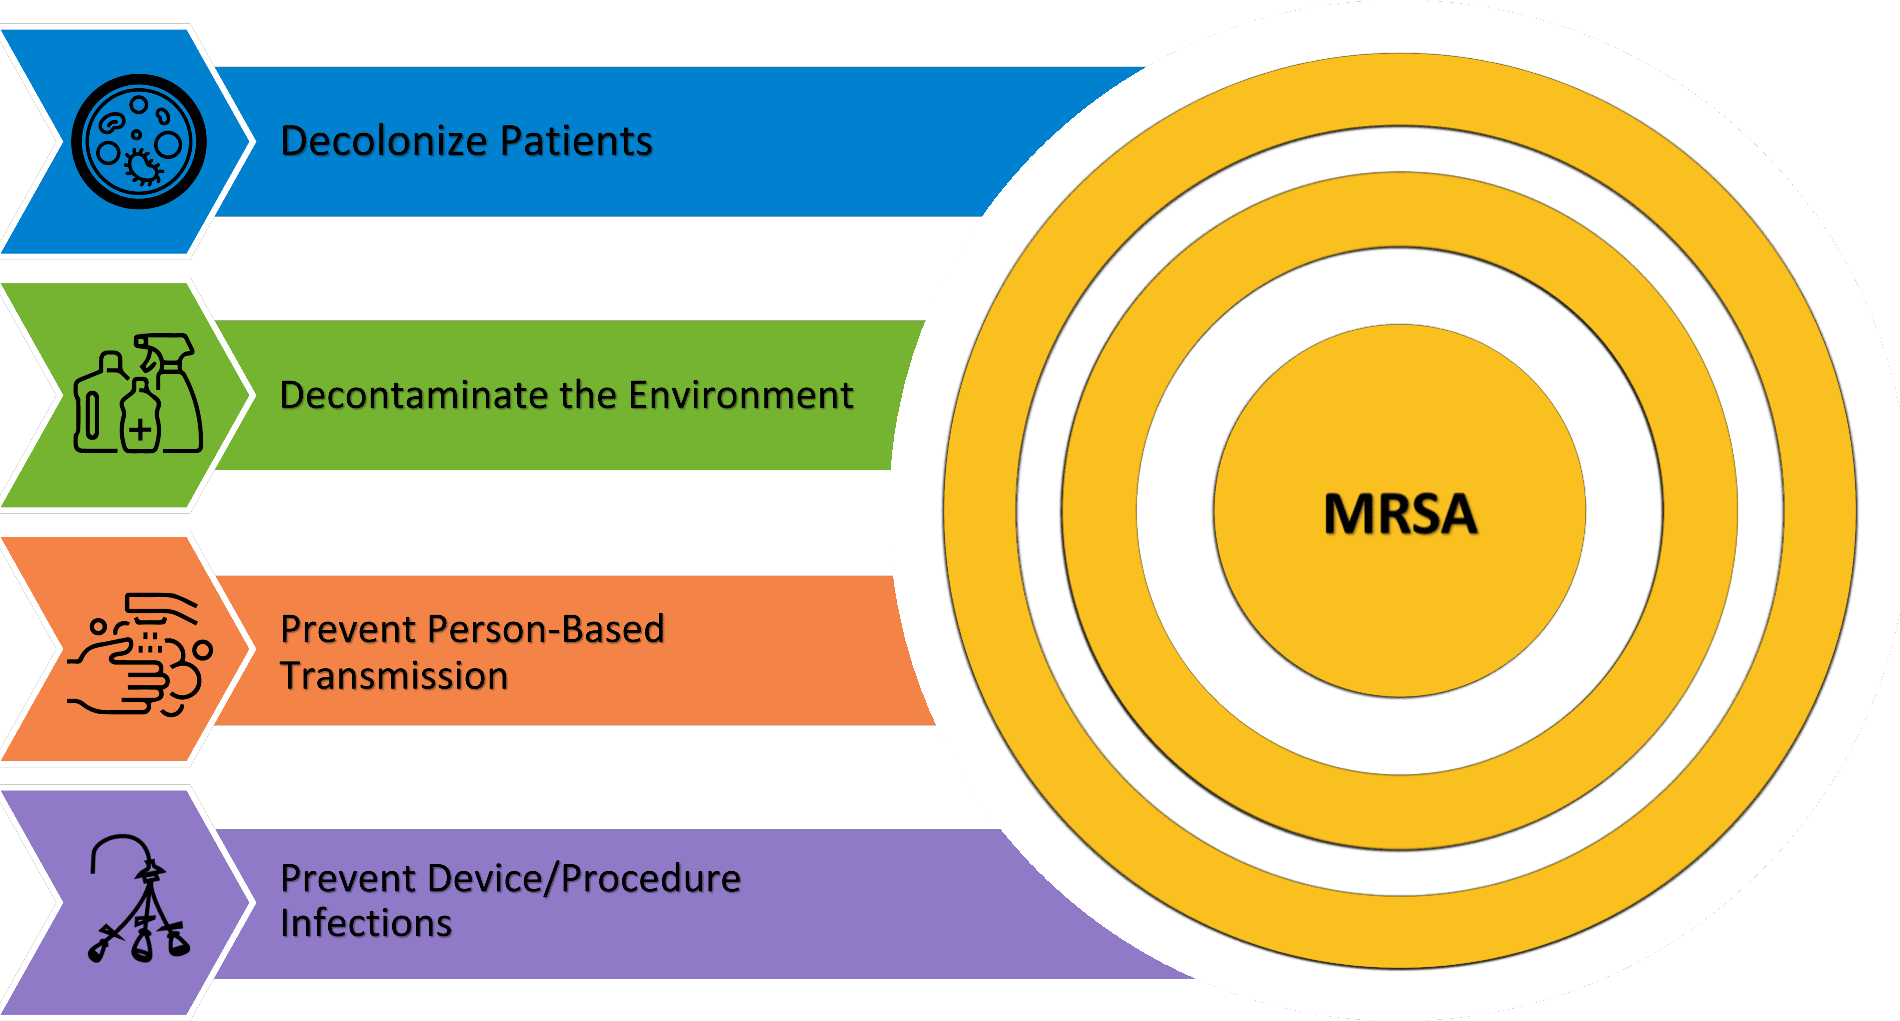 Decolonize Patients
Decontaminate the Environment
Prevent Person-Based
Transmission
Prevent Device/Procedure
Infections
MRSA